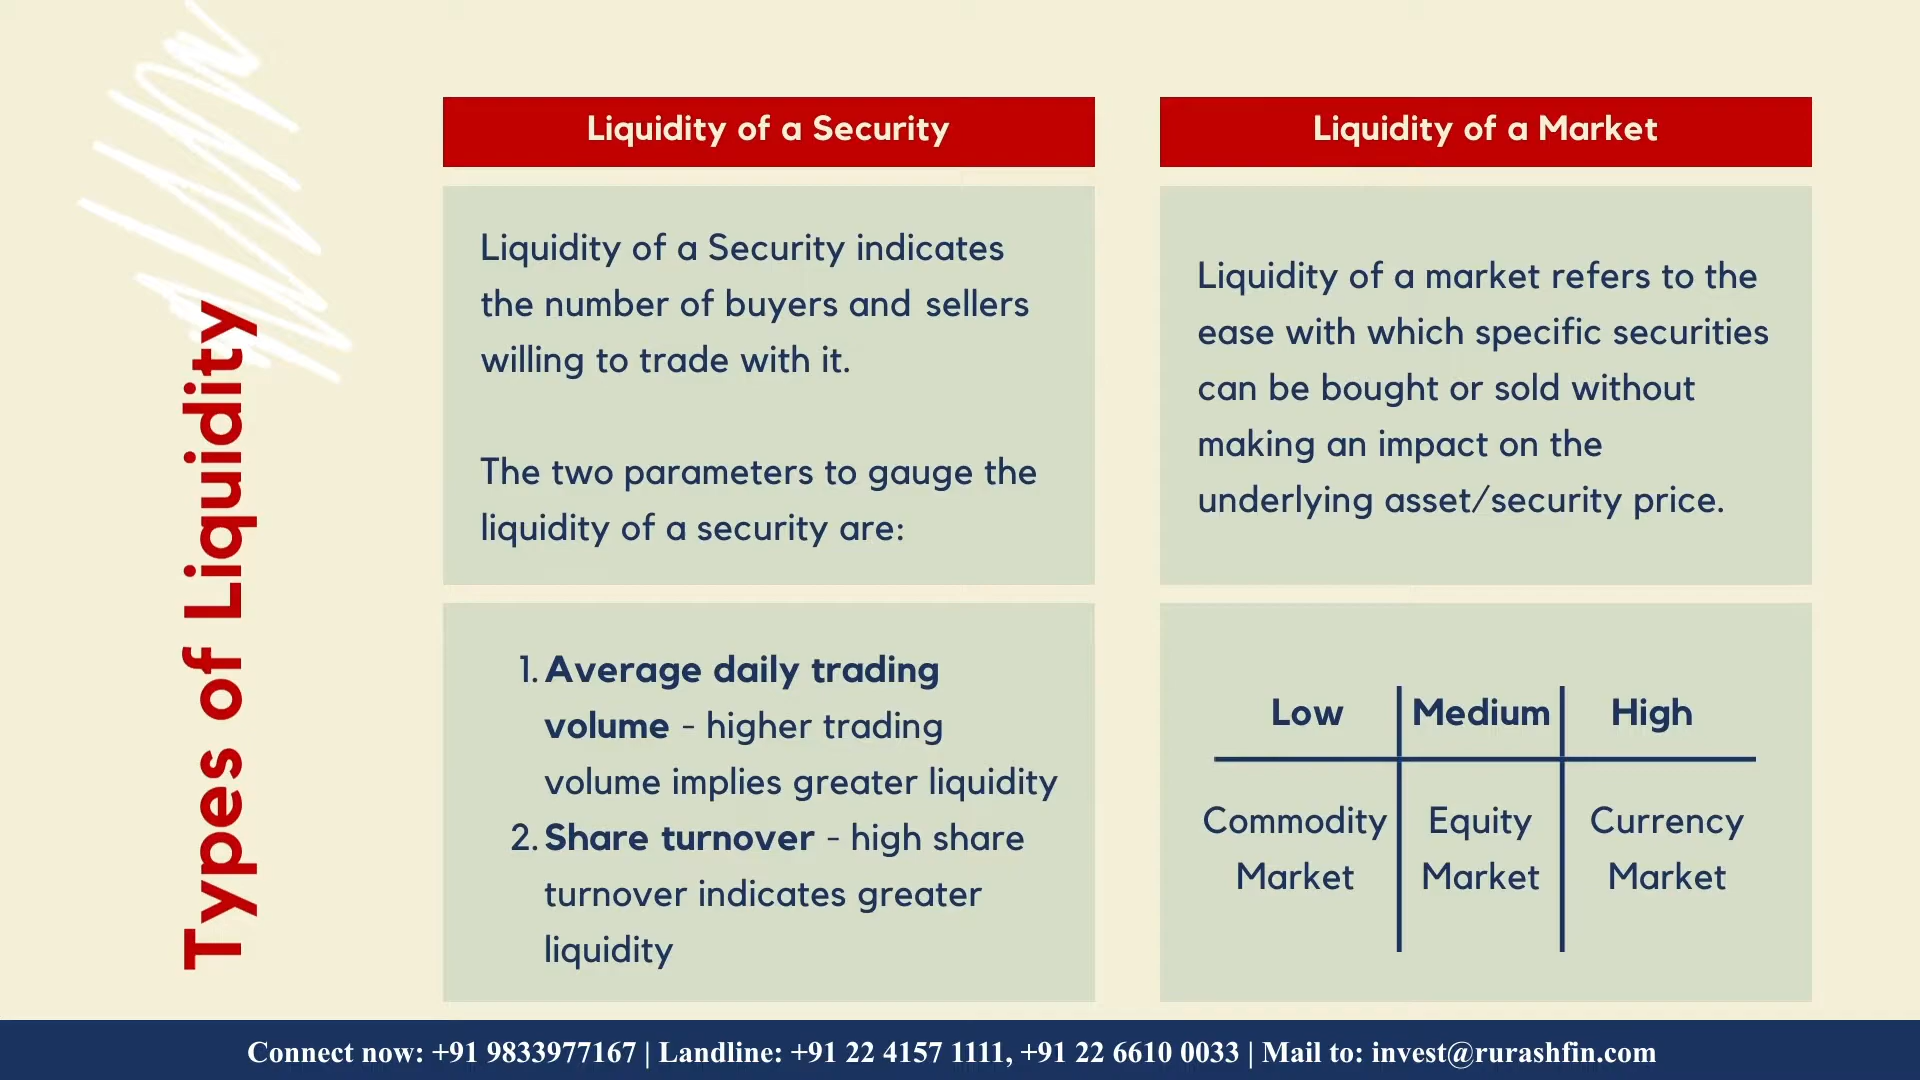 Types of Liquidity
Liquidity of a Security
Liquidity of a Security indicates
the number of buyers and sellers
willing to trade with it.
The two parameters to gauge the
liquidity of a security are:
1. Average daily trading
volume - higher trading
volume implies greater liquidity
2. Share turnover - high share
turnover indicates greater
liquidity
Liquidity of a Market
Liquidity of a market refers to the
ease with which specific securities
can be bought or sold without
making an impact on the
underlying asset/security price.
Low Medium High
Commodity Equity Currency
Market Market Market
Connect now: +91 9833977167 | Landline: +91 22 4157 1111, +91 22 6610 0033 | Mail to: invest@rurashfin.com